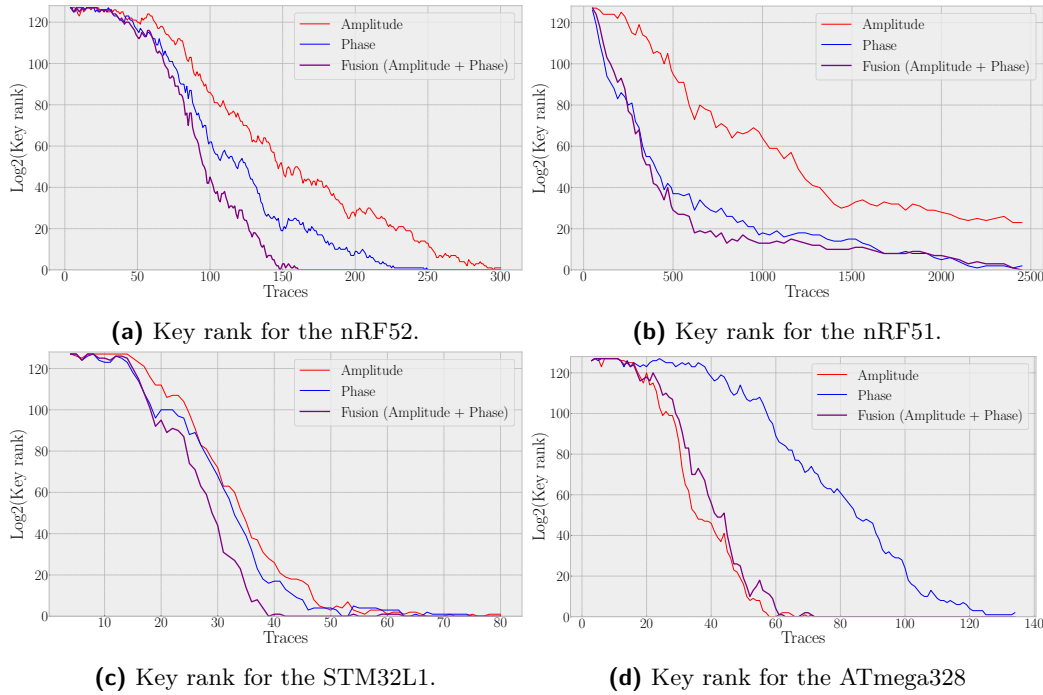 120
100
80
60
40
20
0
Log2(Key rank)
0
50
100
150
200
250
300
Traces
Amplitude
Phase
Fusion (Amplitude + Phase)
(a) Key rank for the nRF52.
120
100
80
60
40
20
0
Log2(Key rank)
500
1000
1500
2000
2500
Traces
Amplitude
Phase
Fusion (Amplitude + Phase)
(b) Key rank for the nRF51.
120
100
80
60
40
20
0
Log2(Key rank)
10
20
30
40
50
60
70
80
Traces
Amplitude
Phase
Fusion (Amplitude + Phase)
(c) Key rank for the STM32L1.
120
100
80
60
40
20
0
Log2(Key rank)
0
20
40
60
80
100
120
140
Traces
Amplitude
Phase
Fusion (Amplitude + Phase)
(d) Key rank for the ATmega328